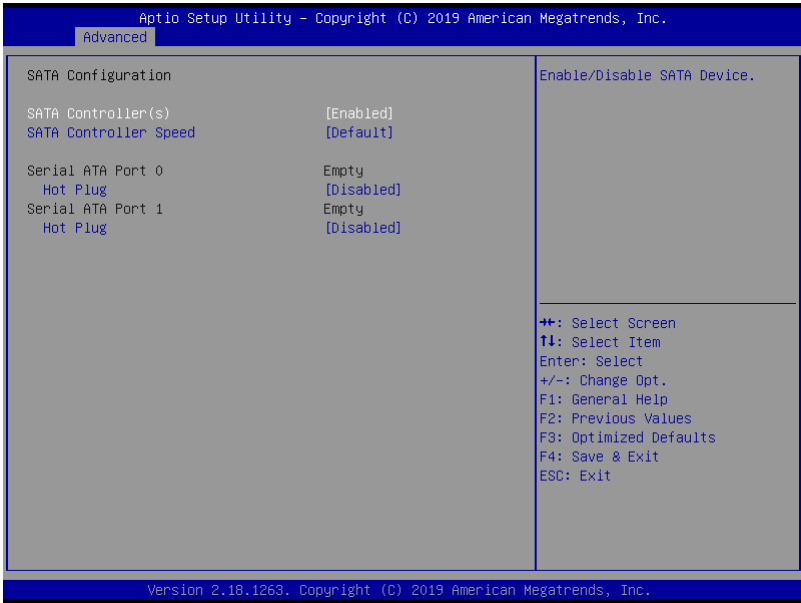 Aptio Setup Utility – Copyright (C) 2019 American Megatrends, Inc.
Advanced
SATA Configuration
SATA Controller(s) [Enabled]
SATA Controller Speed [Default]
Serial ATA Port 0 Empty
Hot Plug [Disabled]
Serial ATA Port 1 Empty
Hot Plug [Disabled]
Enable/Disable SATA Device.
→←: Select Screen
↑↓: Select Item
Enter: Select
+/-: Change Opt.
F1: General Help
F2: Previous Values
F3: Optimized Defaults
F4: Save & Exit
ESC: Exit
Version 2.18.1263. Copyright (C) 2019 American Megatrends, Inc.